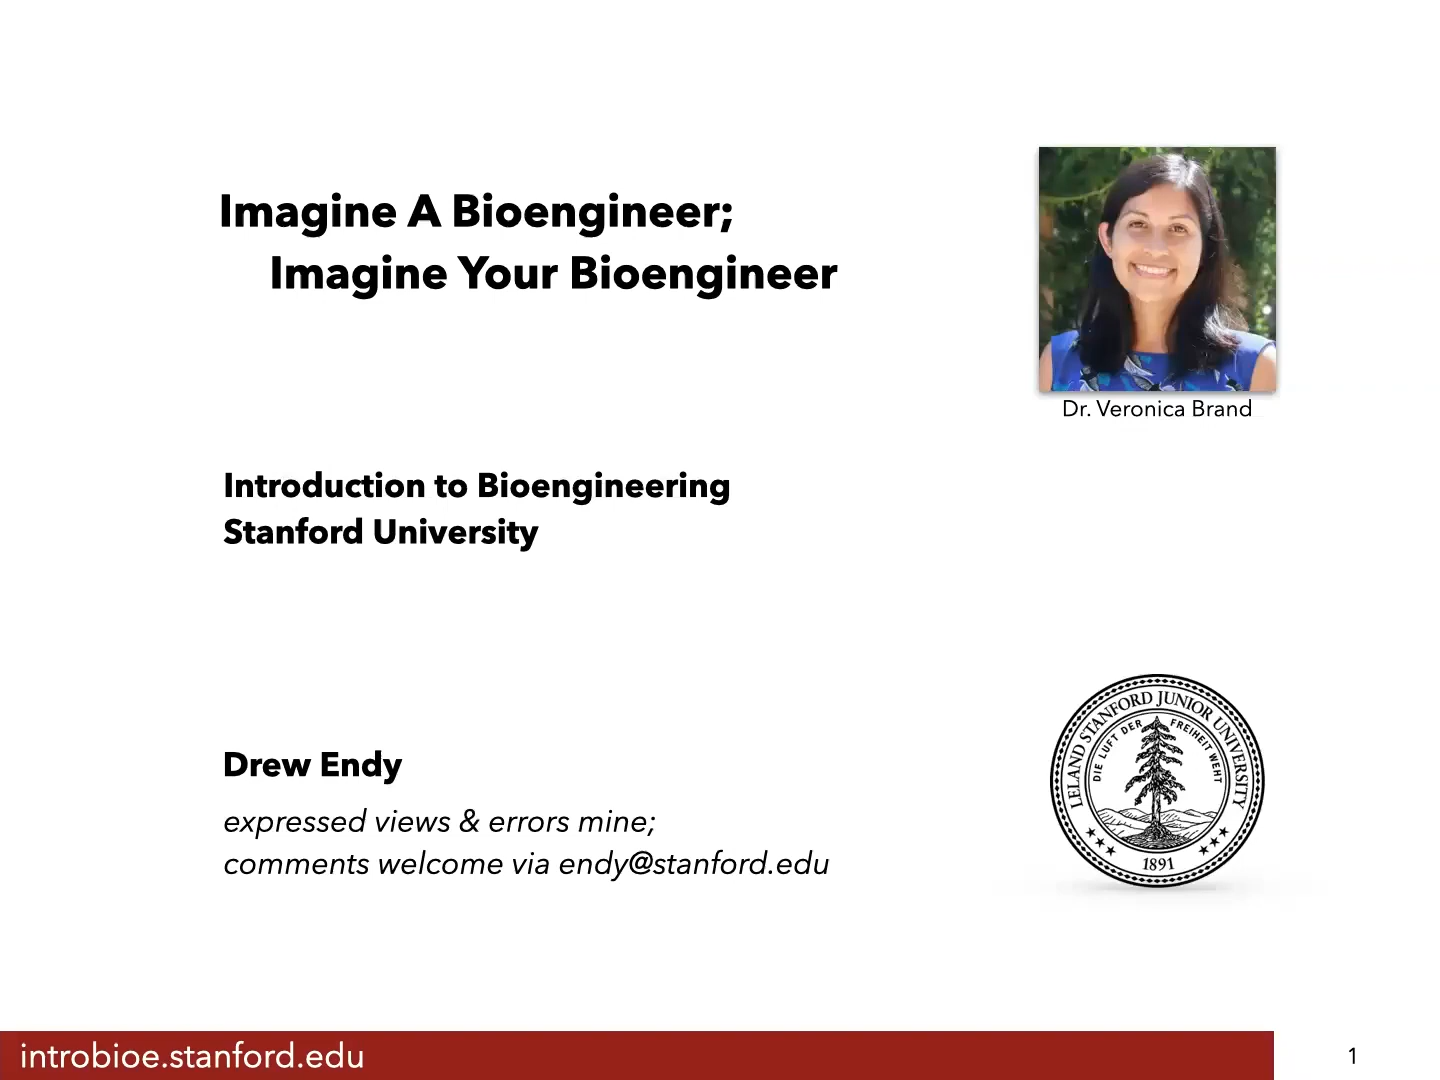 Imagine A Bioengineer;
Imagine Your Bioengineer
Dr. Veronica Brand
Introduction to Bioengineering
Stanford University
Drew Endy
expressed views & errors mine;
comments welcome via endy@stanford.edu
LELAND STANFORD JUNIOR UNIVERSITY
DIE LUFT DER FREIHEIT WEHT
1891
introbioe.stanford.edu
1